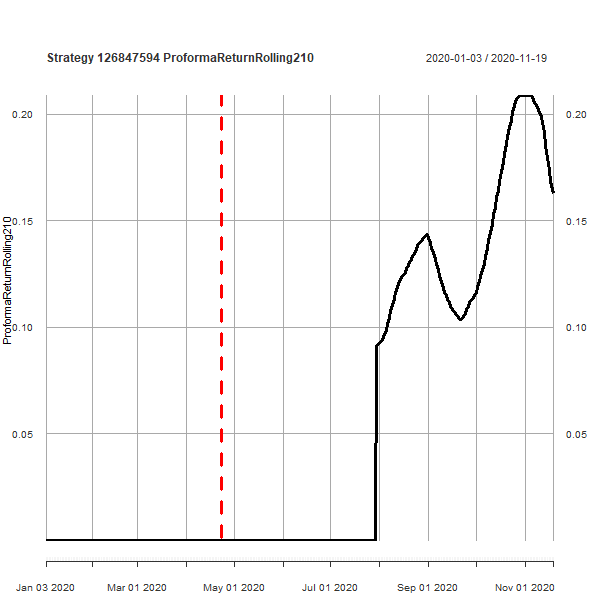 Strategy 126847594 ProformaReturnRolling210
2020-01-03 / 2020-11-19
0.20
0.20
0.15
0.15
ProformaReturnRolling210
0.10
0.10
0.05
0.05
Jan 03 2020
Mar 01 2020
May 01 2020
Jul 01 2020
Sep 01 2020
Nov 01 2020